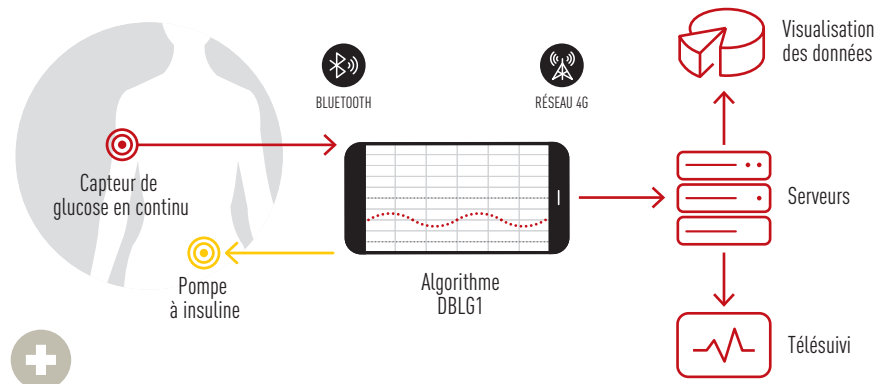 Visualisation
des données
BLUETOOTH
RÉSEAU 4G
Capteur de
glucose en continu
Serveurs
Pompe
à insuline
Algorithme
DBLG1
Télésuivi